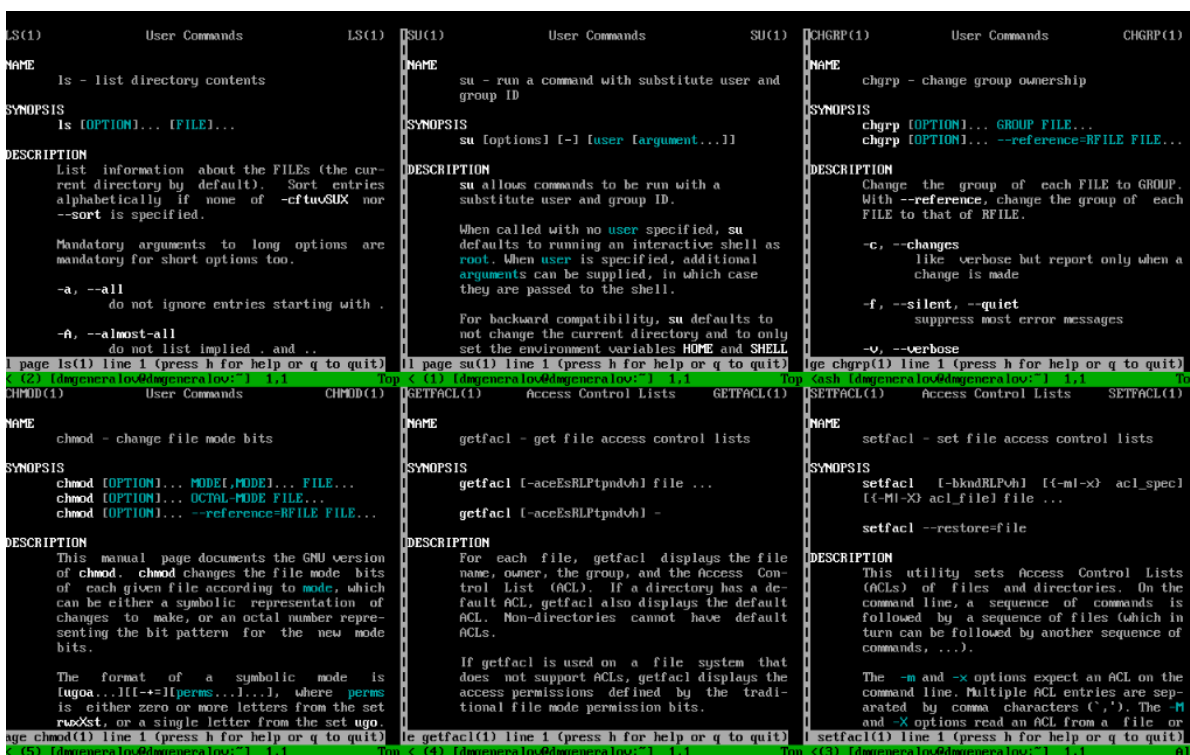 LS(1) User Commands LS(1)
NAME
ls - list directory contents
SYNOPSIS
ls [OPTION]... [FILE]...
DESCRIPTION
List information about the FILEs (the cur-
rent directory by default). Sort entries
alphabetically if none of -cftuvSUX nor
--sort is specified.
Mandatory arguments to long options are
mandatory for short options too.
-a, --all
do not ignore entries starting with .
-A, --almost-all
do not list implied . and ..
l page ls(1) line 1 (press h for help or q to quit)
< (2) [dmgeneralov@dmgeneralov:~] 1,1 Top
SU(1) User Commands SU(1)
NAME
su - run a command with substitute user and
group ID
SYNOPSIS
su [options] [-] [user [argument...]]
DESCRIPTION
su allows commands to be run with a
substitute user and group ID.
When called with no user specified, su
defaults to running an interactive shell as
root. When user is specified, additional
arguments can be supplied, in which case
they are passed to the shell.
For backward compatibility, su defaults to
not change the current directory and to only
set the environment variables HOME and SHELL
l page su(1) line 1 (press h for help or q to quit)
< (1) [dmgeneralov@dmgeneralov:~] 1,1 Top
CHGRP(1) User Commands CHGRP(1)
NAME
chgrp - change group ownership
SYNOPSIS
chgrp [OPTION]... GROUP FILE...
chgrp [OPTION]... --reference=RFILE FILE...
DESCRIPTION
Change the group of each FILE to GROUP.
With --reference, change the group of each
FILE to that of RFILE.
-c, --changes
like verbose but report only when a
change is made
-f, --silent, --quiet
suppress most error messages
-v, --verbose
ge chgrp(1) line 1 (press h for help or q to quit)
<ash [dmgeneralov@dmgeneralov:~] 1,1 To
CHMOD(1) User Commands CHMOD(1)
NAME
chmod - change file mode bits
SYNOPSIS
chmod [OPTION]... MODE[,MODE]... FILE...
chmod [OPTION]... OCTAL-MODE FILE...
chmod [OPTION]... --reference=RFILE FILE...
DESCRIPTION
This manual page documents the GNU version
of chmod. chmod changes the file mode bits
of each given file according to mode, which
can be either a symbolic representation of
changes to make, or an octal number repre-
senting the bit pattern for the new mode
bits.
The format of a symbolic mode is
[ugoa...][[-+=][perms...]...], where perms
is either zero or more letters from the set
rwxXst, or a single letter from the set ugo.
age chmod(1) line 1 (press h for help or q to quit)
< (5) [dmgeneralov@dmgeneralov:~] 1,1 Top
GETFACL(1) Access Control Lists GETFACL(1)
NAME
getfacl - get file access control lists
SYNOPSIS
getfacl [-aceEsRLPtpndvh] file ...
getfacl [-aceEsRLPtpndvh] -
DESCRIPTION
For each file, getfacl displays the file
name, owner, the group, and the Access Con-
trol List (ACL). If a directory has a de-
fault ACL, getfacl also displays the default
ACL. Non-directories cannot have default
ACLs.
If getfacl is used on a file system that
does not support ACLs, getfacl displays the
access permissions defined by the tradi-
tional file mode permission bits.
le getfacl(1) line 1 (press h for help or q to quit)
< (4) [dmgeneralov@dmgeneralov:~] 1,1 Top
SETFACL(1) Access Control Lists SETFACL(1)
NAME
setfacl - set file access control lists
SYNOPSIS
setfacl [-bkndRLPvh] [{-m|-x} acl_spec]
[{-M|-X} acl_file] file ...
setfacl --restore=file
DESCRIPTION
This utility sets Access Control Lists
(ACLs) of files and directories. On the
command line, a sequence of commands is
followed by a sequence of files (which in
turn can be followed by another sequence of
commands, ...).
The -m and -x options expect an ACL on the
command line. Multiple ACL entries are sep-
arated by comma characters (`,'). The -M
and -X options read an ACL from a file or
l setfacl(1) line 1 (press h for help or q to quit)
<(3) [dmgeneralov@dmgeneralov:~] 1,1